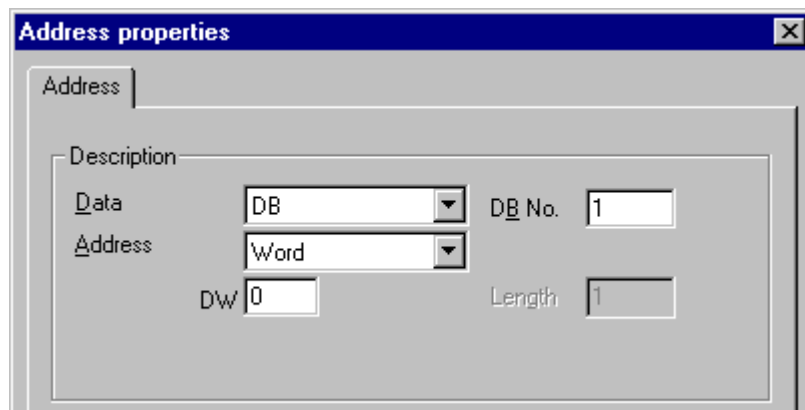 Address properties
Address
Description
Data DB DB No. 1
Address Word
DW 0 Length 1